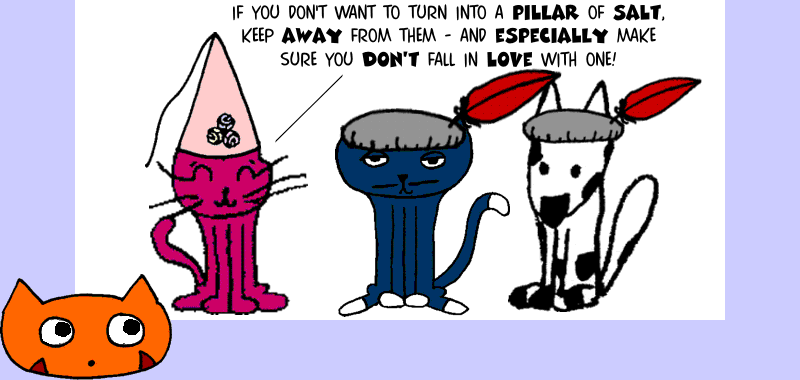 IF YOU DON'T WANT TO TURN INTO A PILLAR OF SALT,
KEEP AWAY FROM THEM - AND ESPECIALLY MAKE
SURE YOU DON'T FALL IN LOVE WITH ONE!